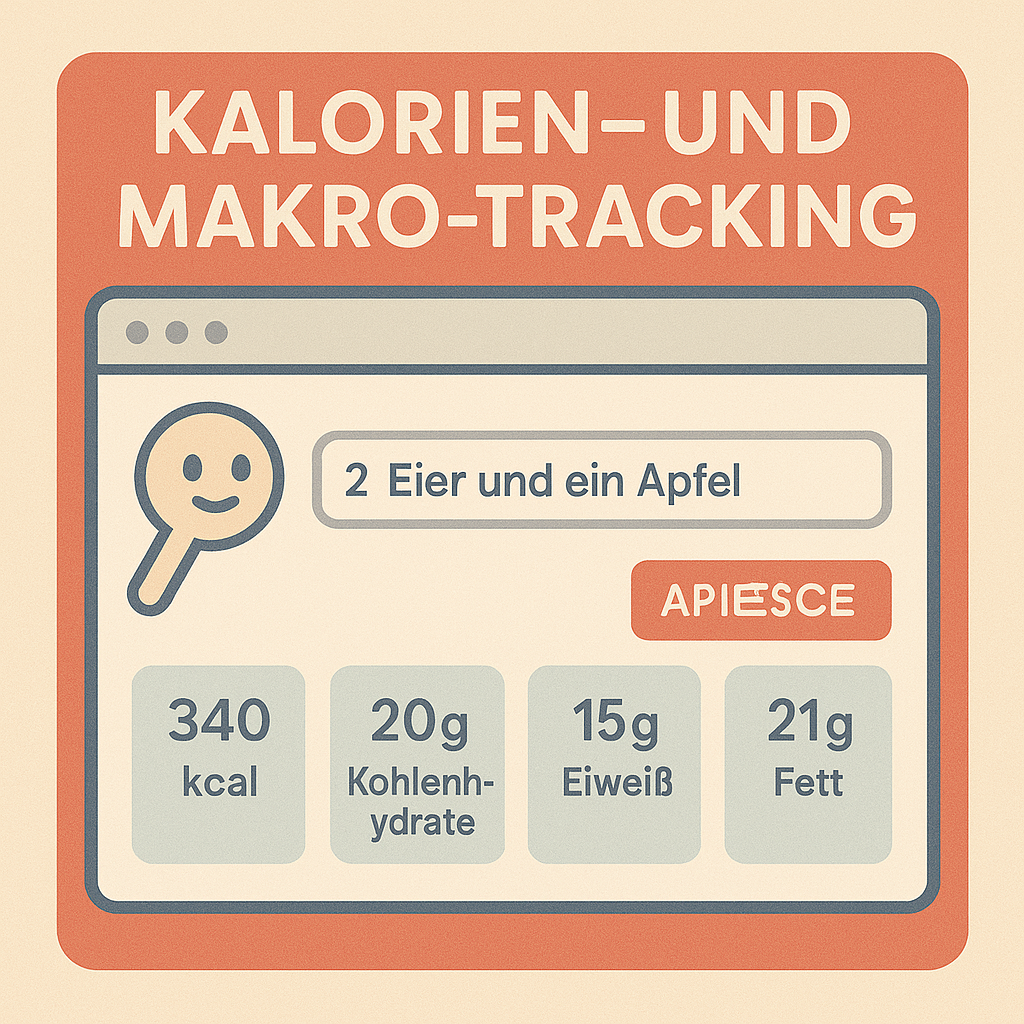 KALORIEN– UND
MAKRO-TRACKING
2 Eier und ein Apfel
340
kcal
20g
Kohlenh-
ydrate
15g
Eiweiß
21g
Fett